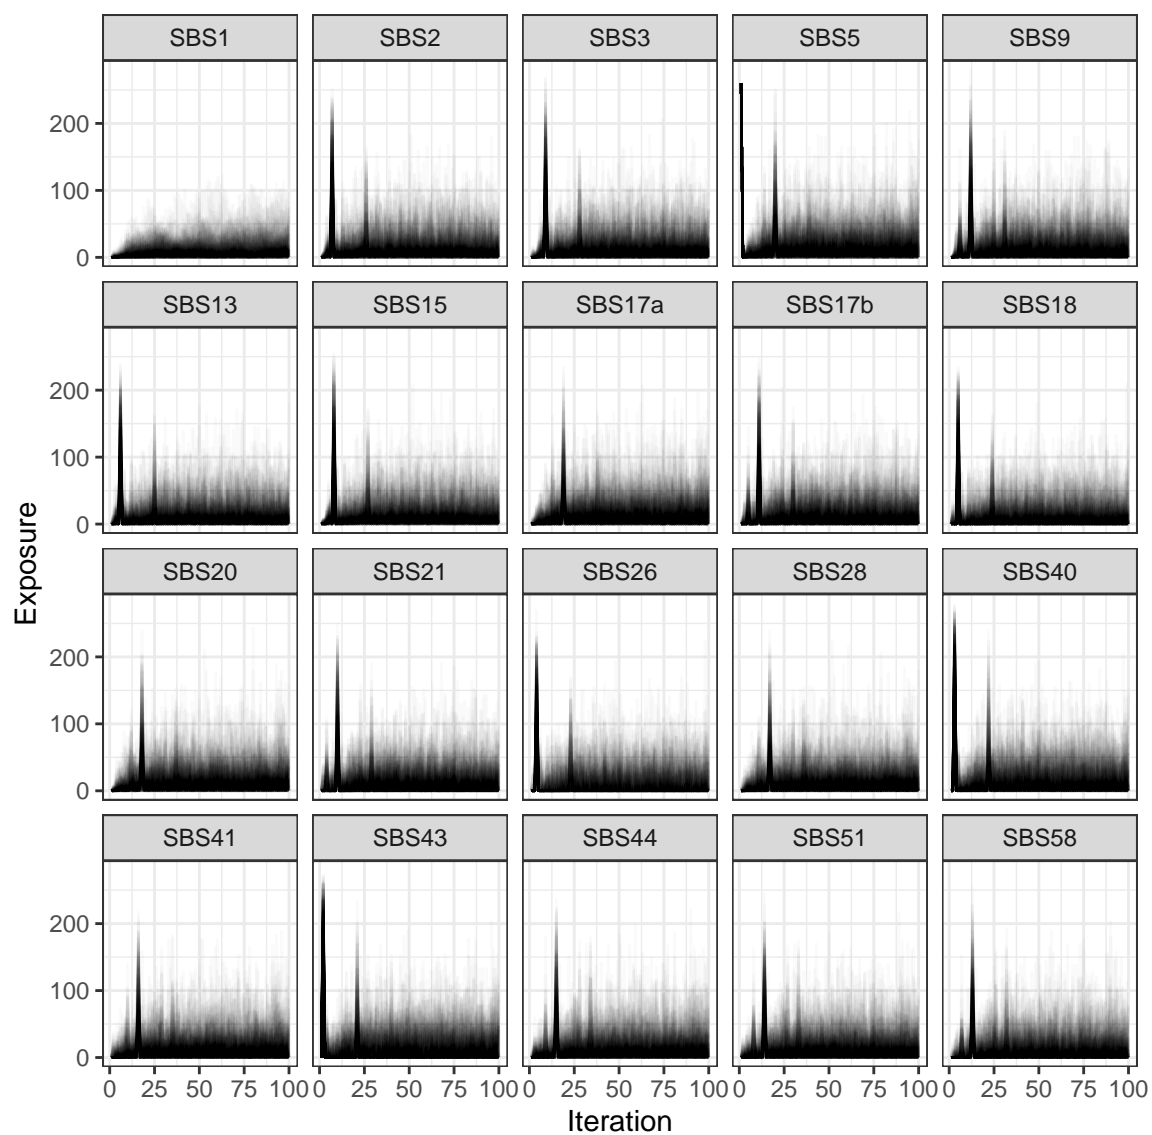 SBS1 SBS2 SBS3 SBS5 SBS9
200
100
0
SBS13 SBS15 SBS17a SBS17b SBS18
200
100
0
Exposure
SBS20 SBS21 SBS26 SBS28 SBS40
200
100
0
SBS41 SBS43 SBS44 SBS51 SBS58
200
100
0
0 25 50 75 100 0 25 50 75 100 0 25 50 75 100 0 25 50 75 100 0 25 50 75 100
Iteration